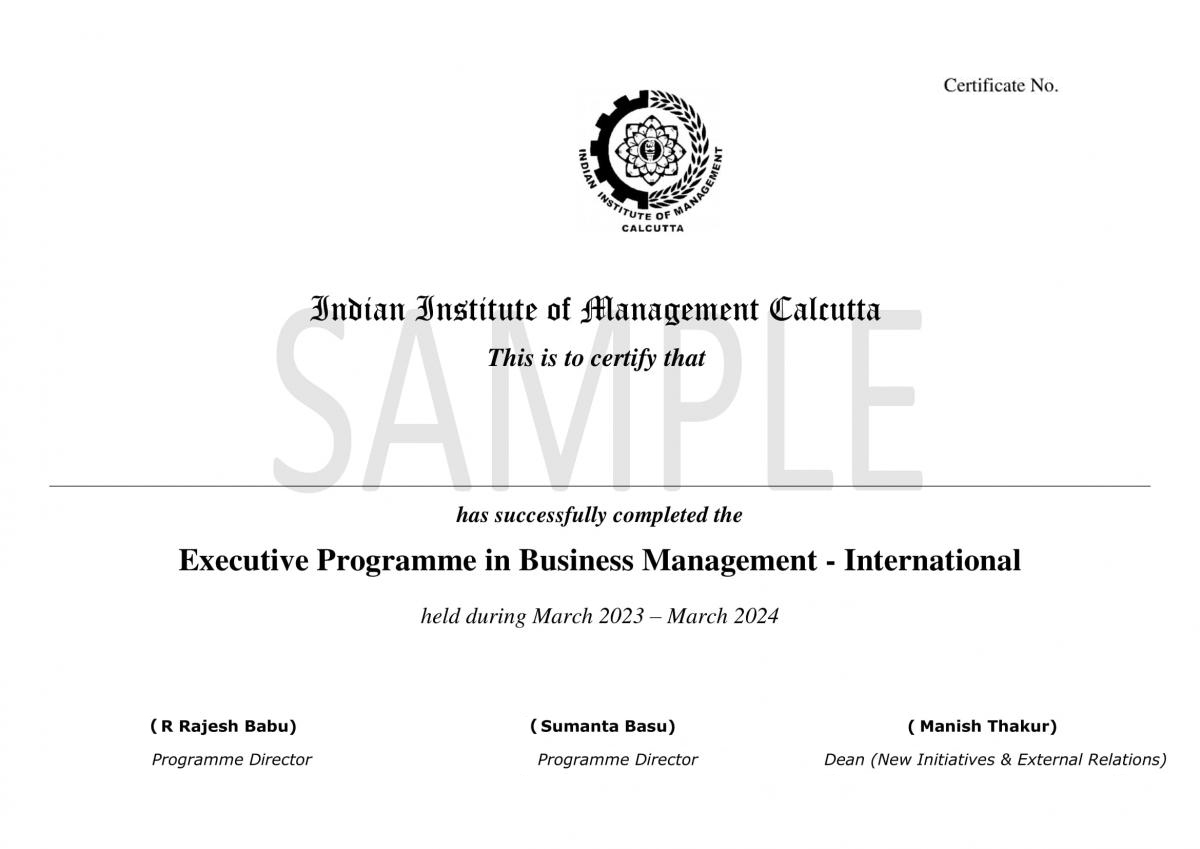 Certificate No.
INDIAN INSTITUTE OF MANAGEMENT
CALCUTTA
Indian Institute of Management Calcutta
This is to certify that
SAMPLE
has successfully completed the
Executive Programme in Business Management - International
held during March 2023 – March 2024
( R Rajesh Babu) ( Sumanta Basu) ( Manish Thakur)
Programme Director Programme Director Dean (New Initiatives & External Relations)